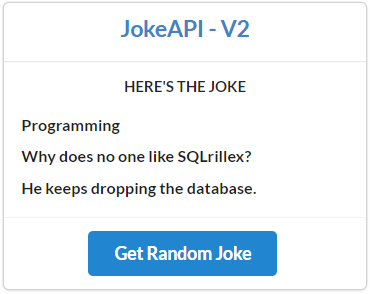 JokeAPI - V2
HERE'S THE JOKE
Programming
Why does no one like SQLrillex?
He keeps dropping the database.
Get Random Joke